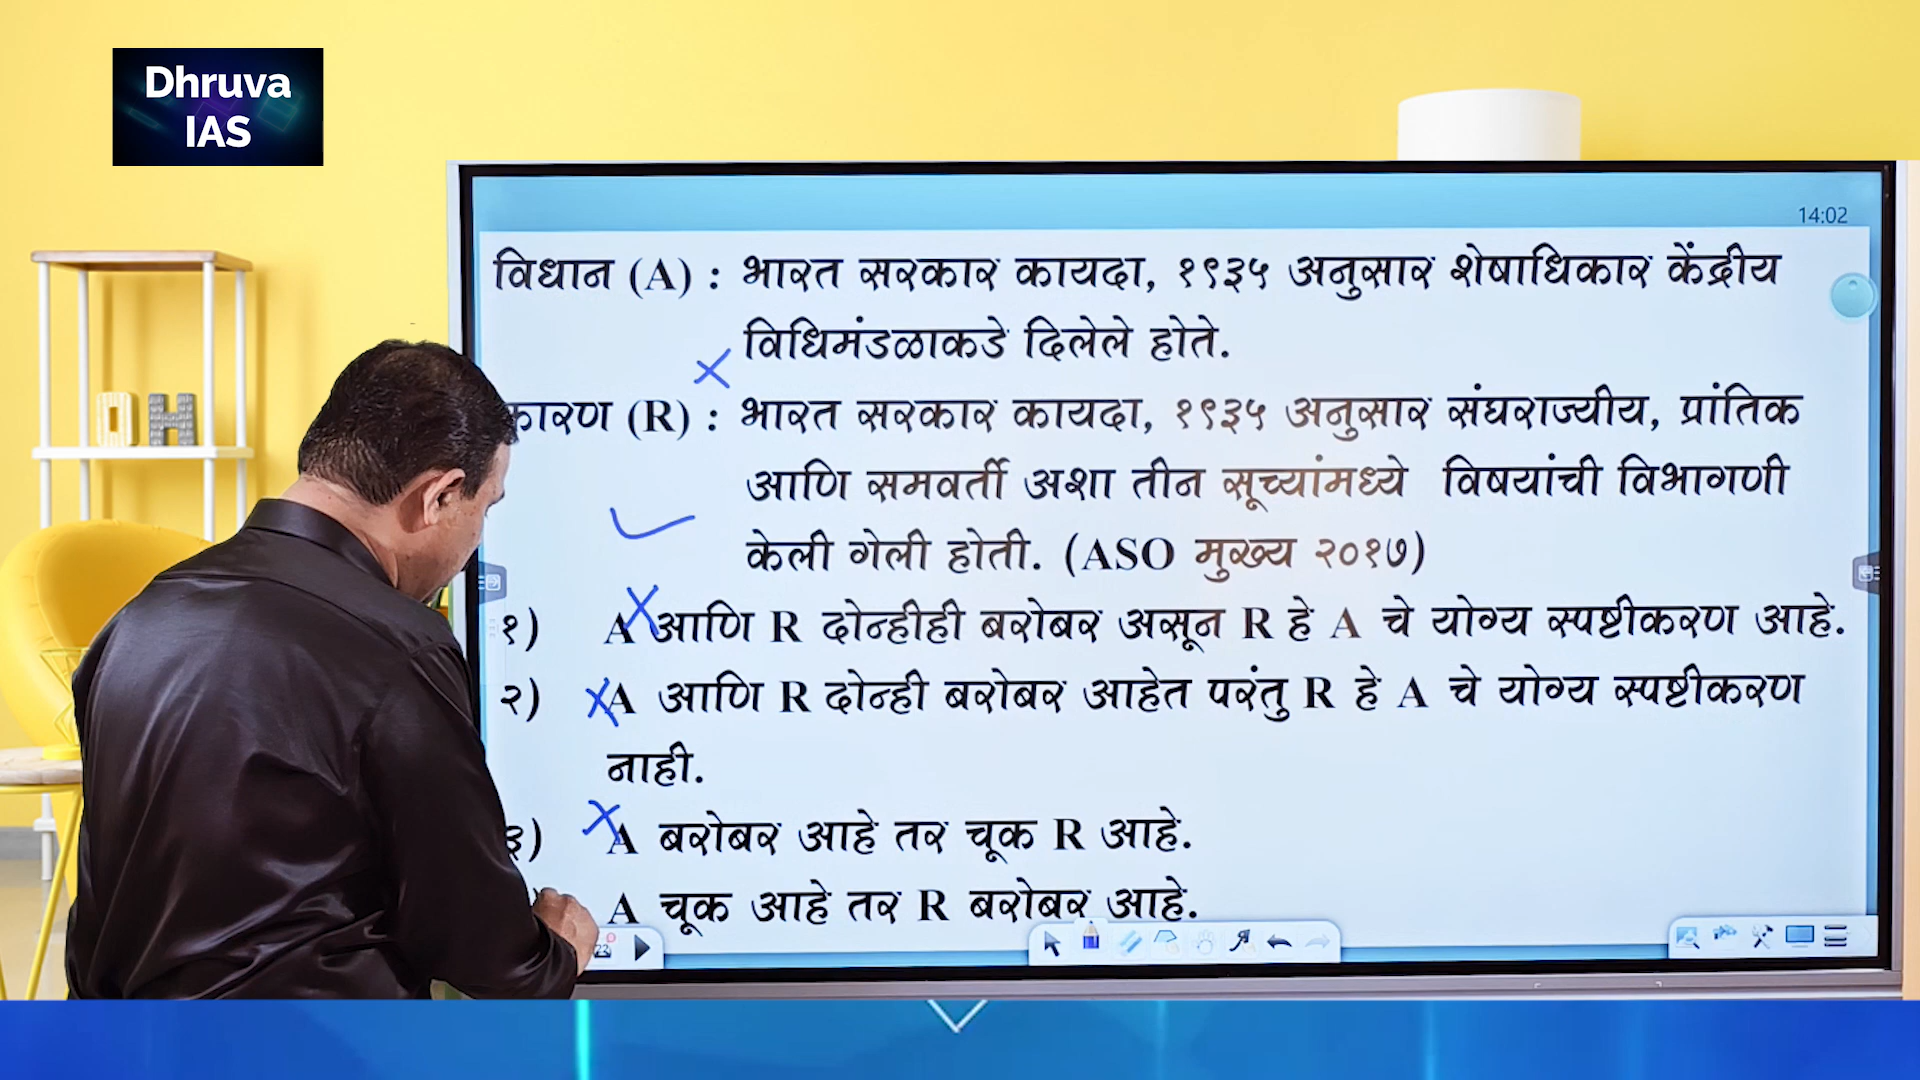 Dhruva
IAS
14:02
विधान (A) : भारत सरकार कायदा, १९३५ अनुसार शेषाधिकार केंद्रीय
विधिमंडळाकडे दिलेले होते.
कारण (R) : भारत सरकार कायदा, १९३५ अनुसार संघराज्यीय, प्रांतिक
आणि समवर्ती अशा तीन सूच्यांमध्ये विषयांची विभागणी
केली गेली होती. (ASO मुख्य २०१७)
१) A आणि R दोन्हीही बरोबर असून R हे A चे योग्य स्पष्टीकरण आहे.
२) A आणि R दोन्ही बरोबर आहेत परंतु R हे A चे योग्य स्पष्टीकरण
नाही.
३) A बरोबर आहे तर चूक R आहे.
A चूक आहे तर R बरोबर आहे.